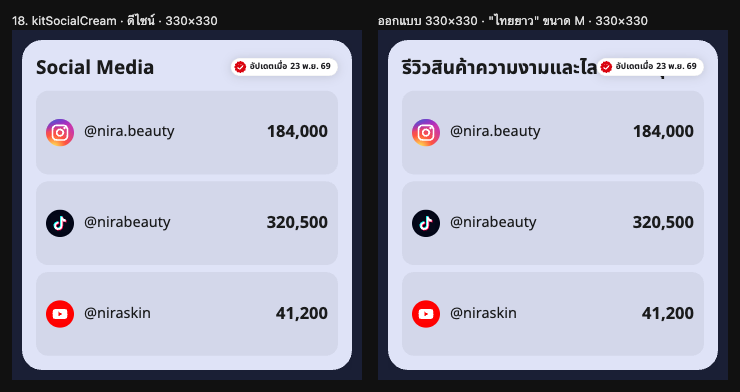 18. kitSocialCream · ดีไซน์ · 330×330
Social Media
อัปเดตเมื่อ 23 พ.ย. 69
@nira.beauty 184,000
@nirabeauty 320,500
@niraskin 41,200
ออกแบบ 330×330 · "ไทยยาว" ขนาด M · 330×330
รีวิวสินค้าความงามและไล
อัปเดตเมื่อ 23 พ.ย. 69
@nira.beauty 184,000
@nirabeauty 320,500
@niraskin 41,200